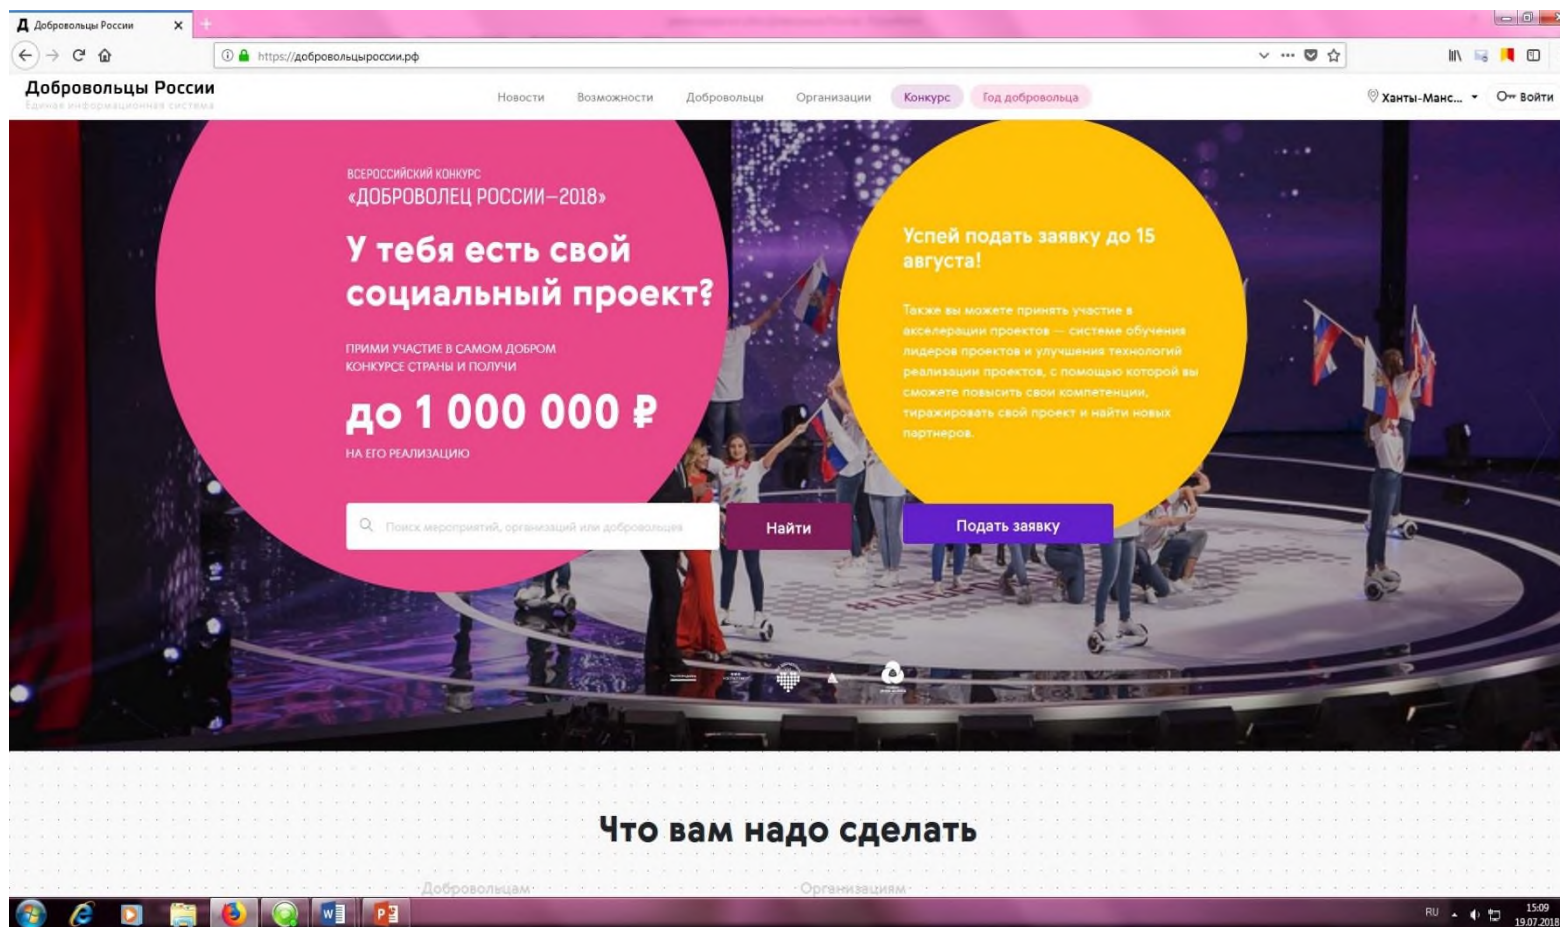 Добровольцы России
https://добровольцыроссии.рф
Добровольцы России
Единая информационная система
Новости
Возможности
Добровольцы
Организации
Конкурс
Год добровольца
Ханты-Манс...
Войти
ВСЕРОССИЙСКИЙ КОНКУРС
«ДОБРОВОЛЕЦ РОССИИ–2018»
У тебя есть свой
социальный проект?
ПРИМИ УЧАСТИЕ В САМОМ ДОБРОМ
КОНКУРСЕ СТРАНЫ И ПОЛУЧИ
до 1 000 000 ₽
НА ЕГО РЕАЛИЗАЦИЮ
Поиск мероприятий, организаций или добровольцев
Найти
Успей подать заявку до 15
августа!
Также вы можете принять участие в
акселерации проектов — системе обучения
лидеров проектов и улучшения технологий
реализации проектов, с помощью которой вы
сможете повысить свои компетенции,
тиражировать свой проект и найти новых
партнеров.
Подать заявку
Что вам надо сделать
Добровольцам
Организациям
RU
15:09
19.07.2018